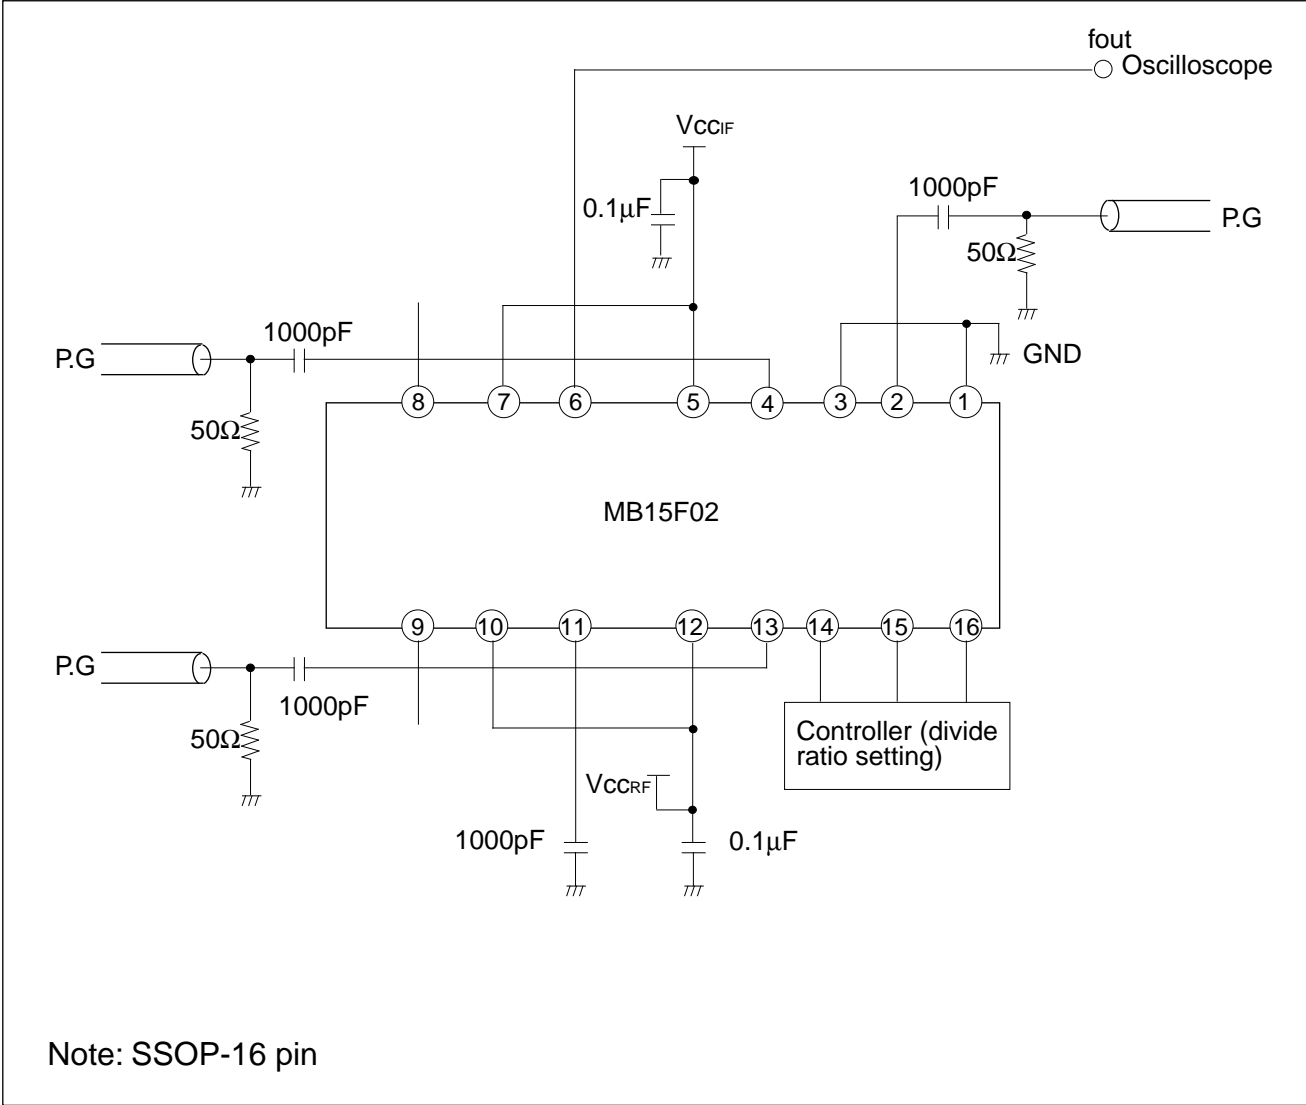 fout
Oscilloscope
VccIF
1000pF
0.1μF
P.G
50Ω
1000pF
P.G
GND
8 7 6 5 4 3 2 1
50Ω
MB15F02
9 10 11 12 13 14 15 16
P.G
1000pF
Controller (divide
ratio setting)
50Ω
VccRF
1000pF
0.1μF
Note: SSOP-16 pin